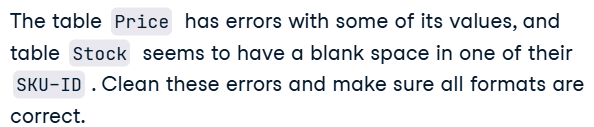 The table Price has errors with some of its values, and
table Stock seems to have a blank space in one of their
SKU-ID . Clean these errors and make sure all formats are
correct.